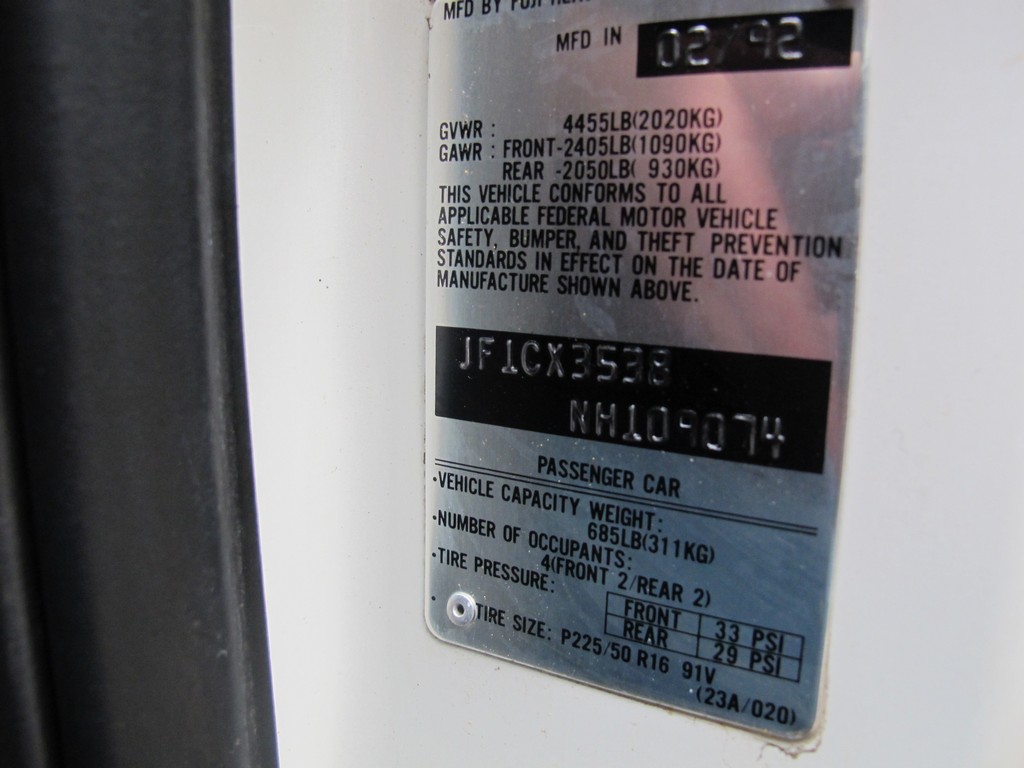 MFD BY FUJI
MFD IN 02/92
GVWR : 4455LB(2020KG)
GAWR : FRONT-2405LB(1090KG)
REAR -2050LB( 930KG)
THIS VEHICLE CONFORMS TO ALL
APPLICABLE FEDERAL MOTOR VEHICLE
SAFETY, BUMPER, AND THEFT PREVENTION
STANDARDS IN EFFECT ON THE DATE OF
MANUFACTURE SHOWN ABOVE.
JF1CX3538
NH109074
PASSENGER CAR
·VEHICLE CAPACITY WEIGHT:
685LB(311KG)
·NUMBER OF OCCUPANTS:
4(FRONT 2/REAR 2)
·TIRE PRESSURE:
FRONT 33 PSI
REAR 29 PSI
·TIRE SIZE: P225/50 R16 91V
(23A/020)